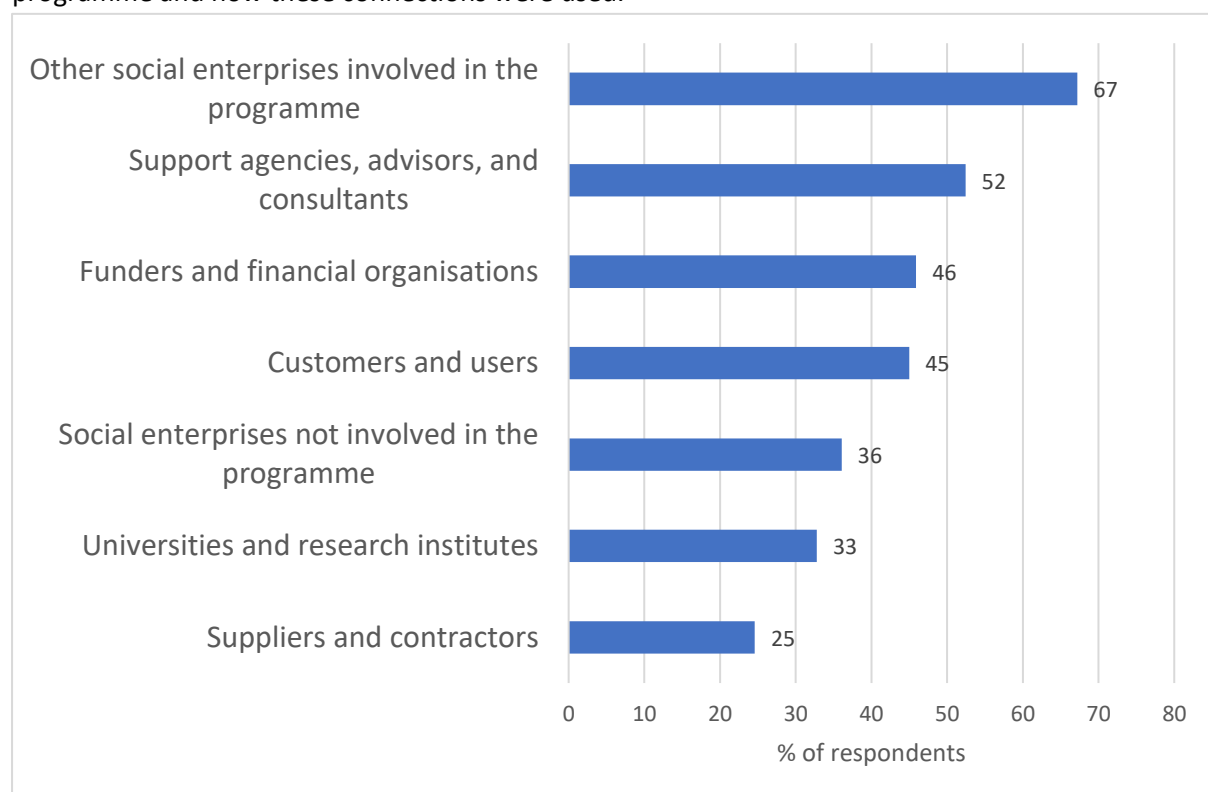 programme and how these connections were used.
Other social enterprises involved in the
programme
67
Support agencies, advisors, and
consultants
52
Funders and financial organisations
46
Customers and users
45
Social enterprises not involved in the
programme
36
Universities and research institutes
33
Suppliers and contractors
25
0 10 20 30 40 50 60 70 80
% of respondents